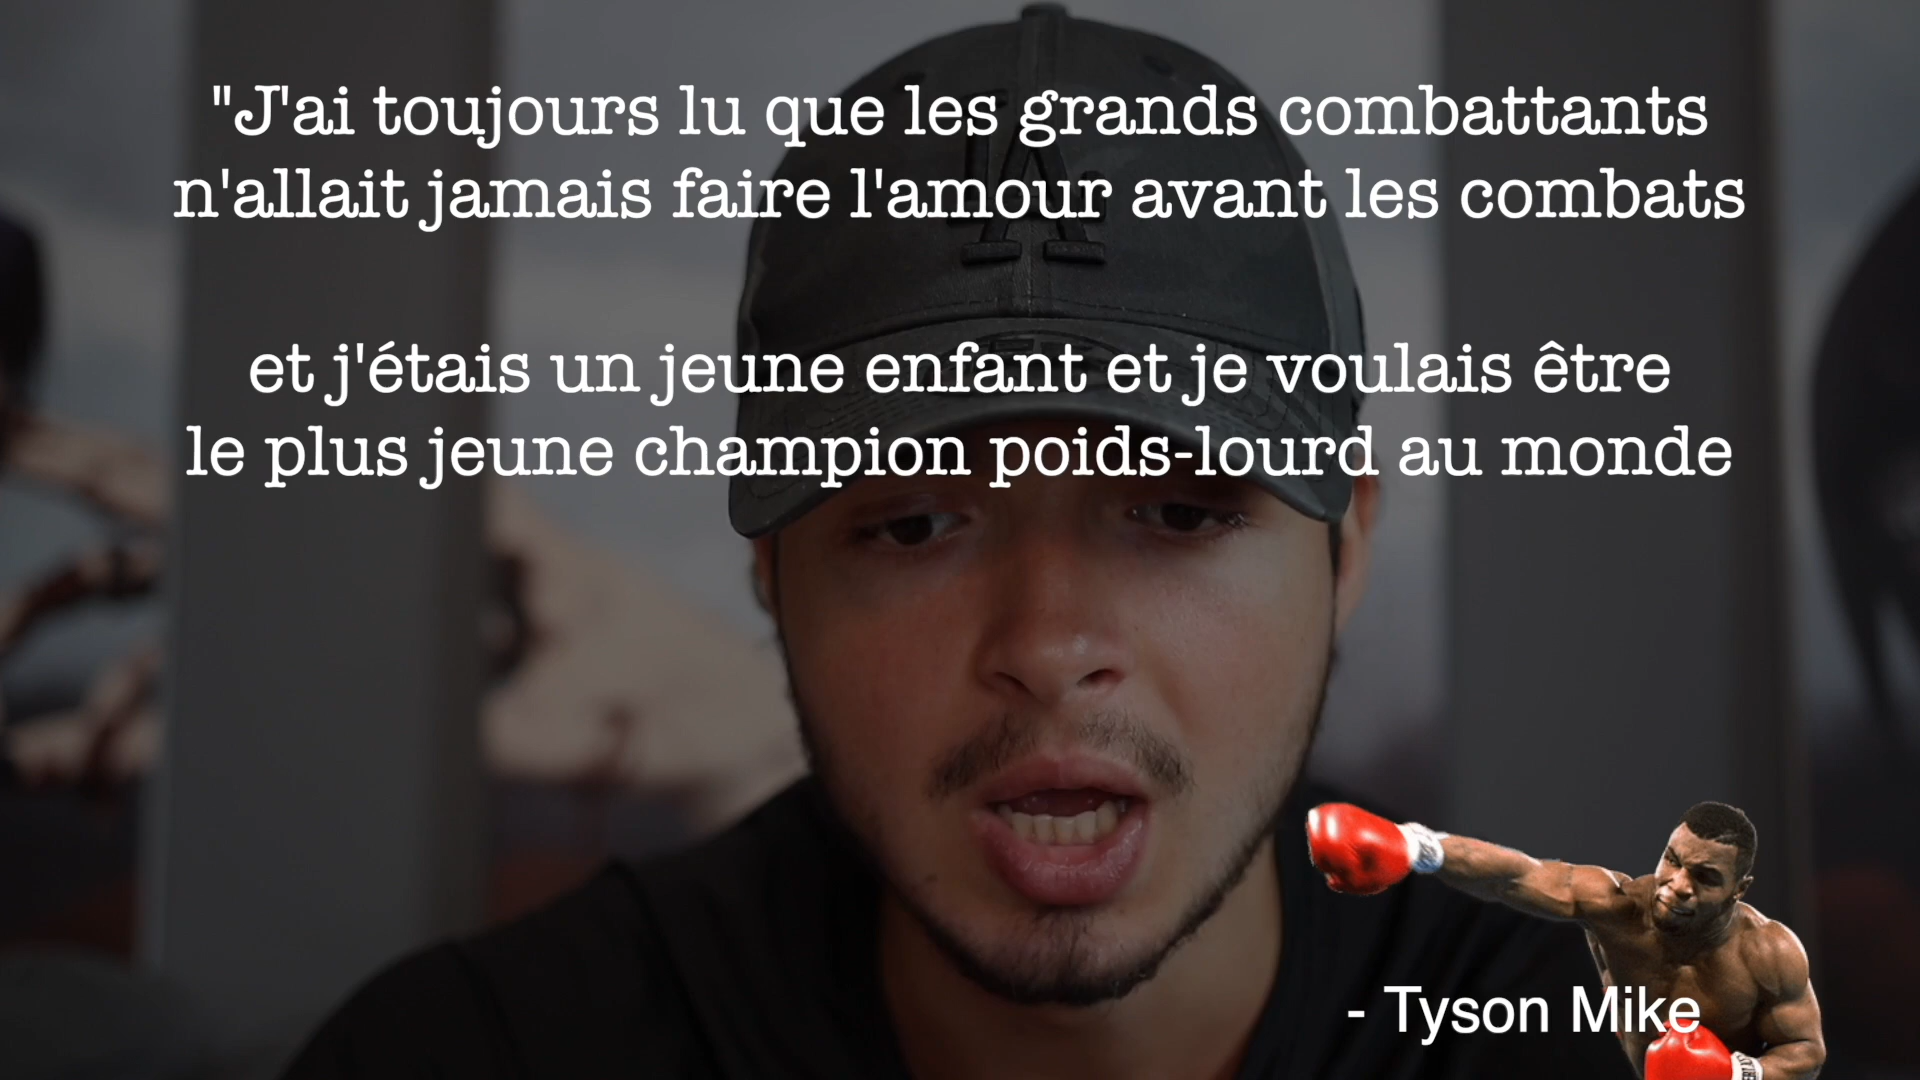 "J'ai toujours lu que les grands combattants
n'allait jamais faire l'amour avant les combats
et j'étais un jeune enfant et je voulais être
le plus jeune champion poids-lourd au monde
LA
- Tyson Mike